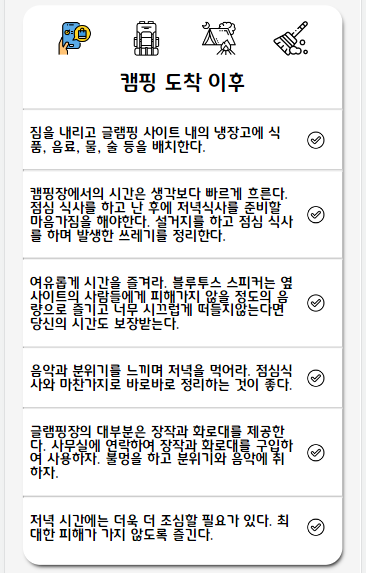 캠핑 도착 이후
짐을 내리고 글램핑 사이트 내의 냉장고에 식
품, 음료, 물, 술 등을 배치한다.
캠핑장에서의 시간은 생각보다 빠르게 흐른다.
점심 식사를 하고 난 후에 저녁식사를 준비할
마음가짐을 해야한다. 설거지를 하고 점심 식사
를 하며 발생한 쓰레기를 정리한다.
여유롭게 시간을 즐겨라. 블루투스 스피커는 옆
사이트의 사람들에게 피해가지 않을 정도의 음
량으로 즐기고 너무 시끄럽게 떠들지않는다면
당신의 시간도 보장받는다.
음악과 분위기를 느끼며 저녁을 먹어라. 점심식
사와 마찬가지로 바로바로 정리하는 것이 좋다.
글램핑장의 대부분은 장작과 화로대를 제공한
다. 사무실에 연락하여 장작과 화로대를 구입하
여 사용하자. 불멍을 하고 분위기와 음악에 취
하자.
저녁 시간에는 더욱 더 조심할 필요가 있다. 최
대한 피해가 가지 않도록 즐긴다.